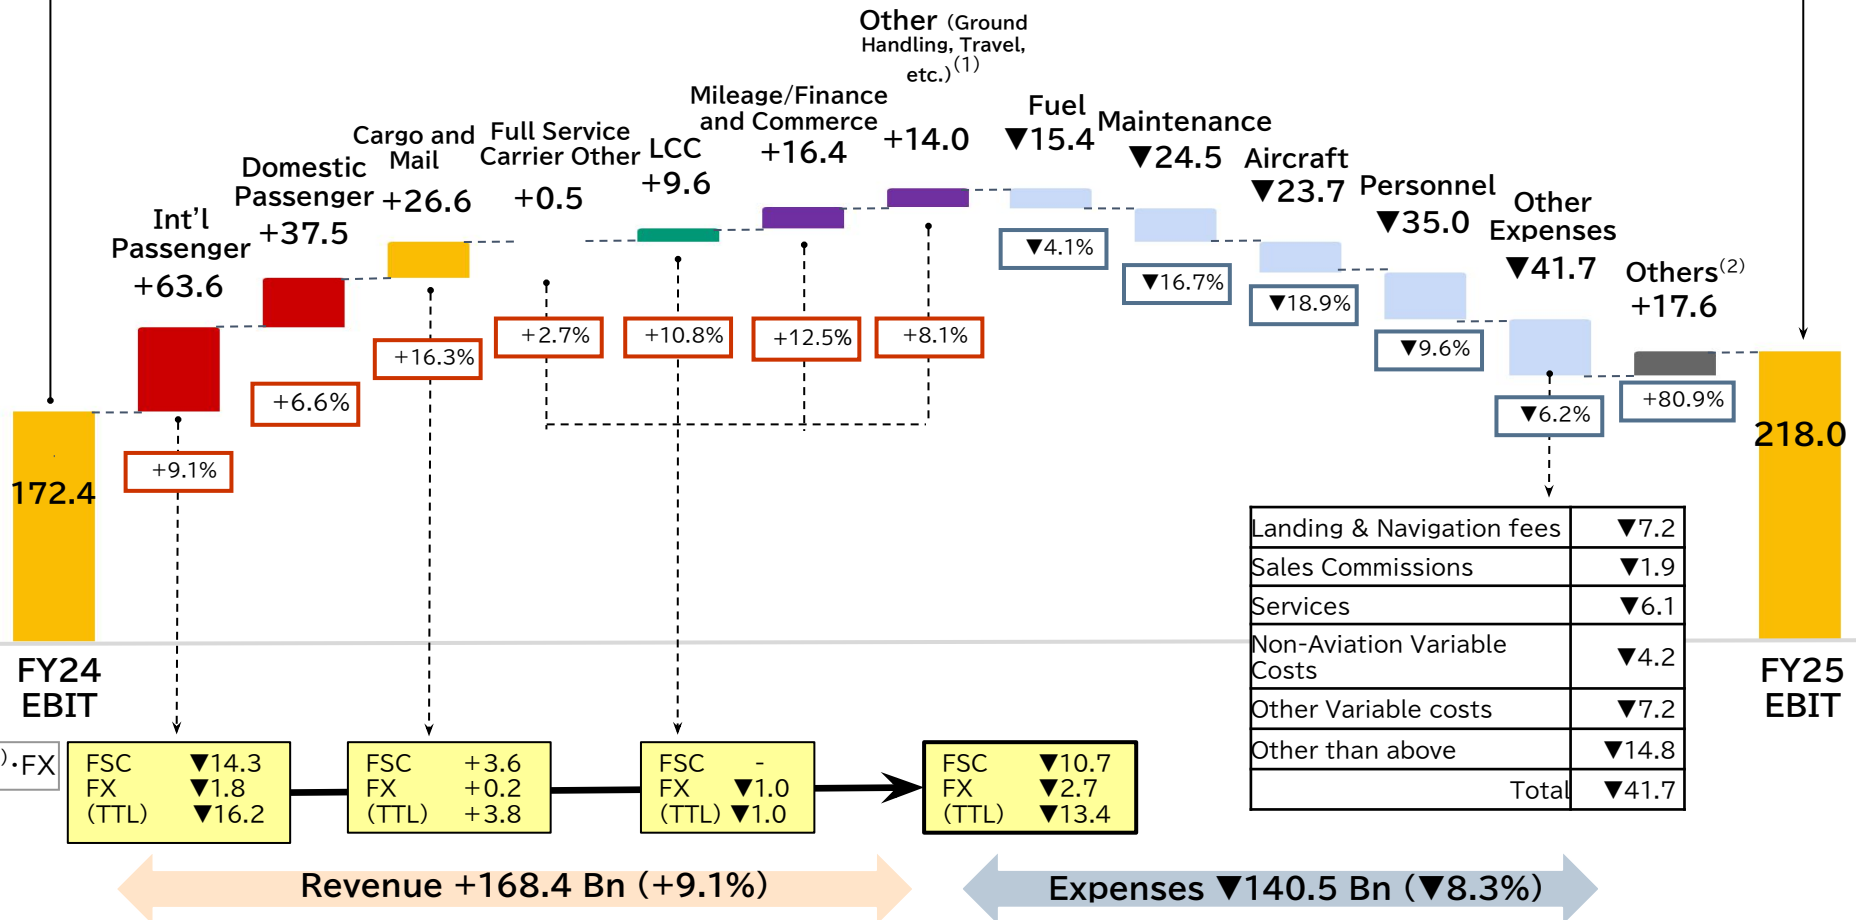 Other (Ground
Handling, Travel,
etc.)(1)
+14.0
Mileage/Finance
and Commerce
+16.4
Fuel
▼15.4
Maintenance
▼24.5
Cargo and
Mail
+26.6
Full Service
Carrier Other
+0.5
LCC
+9.6
Aircraft
▼23.7
Domestic
Passenger
+37.5
Personnel
▼35.0
Int'l
Passenger
+63.6
Other
Expenses
▼41.7
Others(2)
+17.6
▼4.1%
▼16.7%
▼18.9%
▼9.6%
▼6.2%
+80.9%
+9.1%
+6.6%
+16.3%
+2.7%
+10.8%
+12.5%
+8.1%
172.4
218.0
FY24
EBIT
FY25
EBIT
Landing & Navigation fees ▼7.2
Sales Commissions ▼1.9
Services ▼6.1
Non-Aviation Variable
Costs ▼4.2
Other Variable costs ▼7.2
Other than above ▼14.8
Total ▼41.7
)·FX
FSC ▼14.3
FX ▼1.8
(TTL) ▼16.2
FSC +3.6
FX +0.2
(TTL) +3.8
FSC -
FX ▼1.0
(TTL) ▼1.0
FSC ▼10.7
FX ▼2.7
(TTL) ▼13.4
Revenue +168.4 Bn (+9.1%)
Expenses ▼140.5 Bn (▼8.3%)